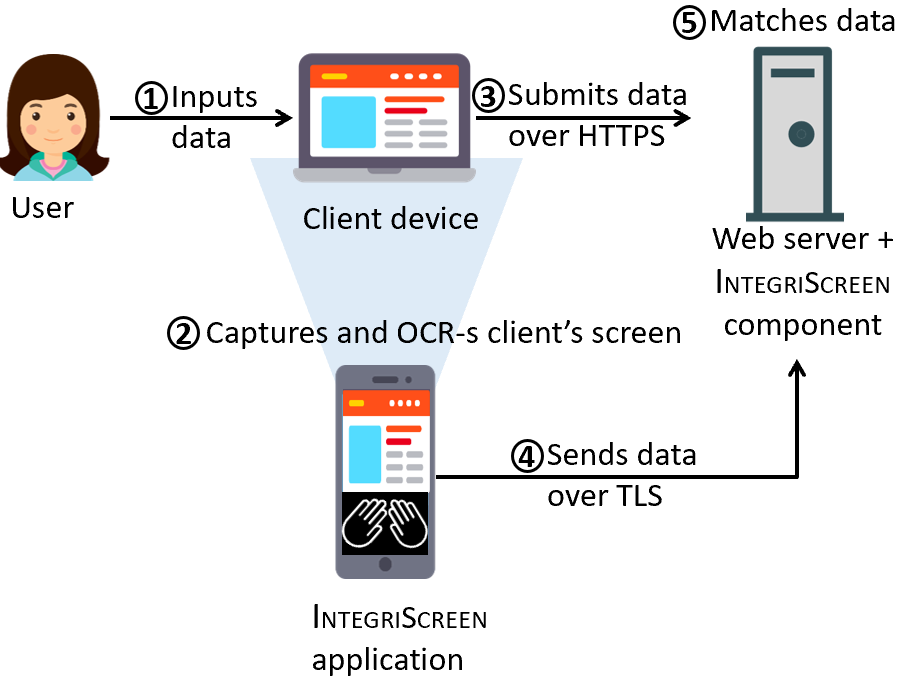 ⑤Matches data
①Inputs
data
③Submits data
over HTTPS
User
Client device
Web server +
INTEGRISCREEN
component
②Captures and OCR-s client’s screen
④Sends data
over TLS
INTEGRISCREEN
application